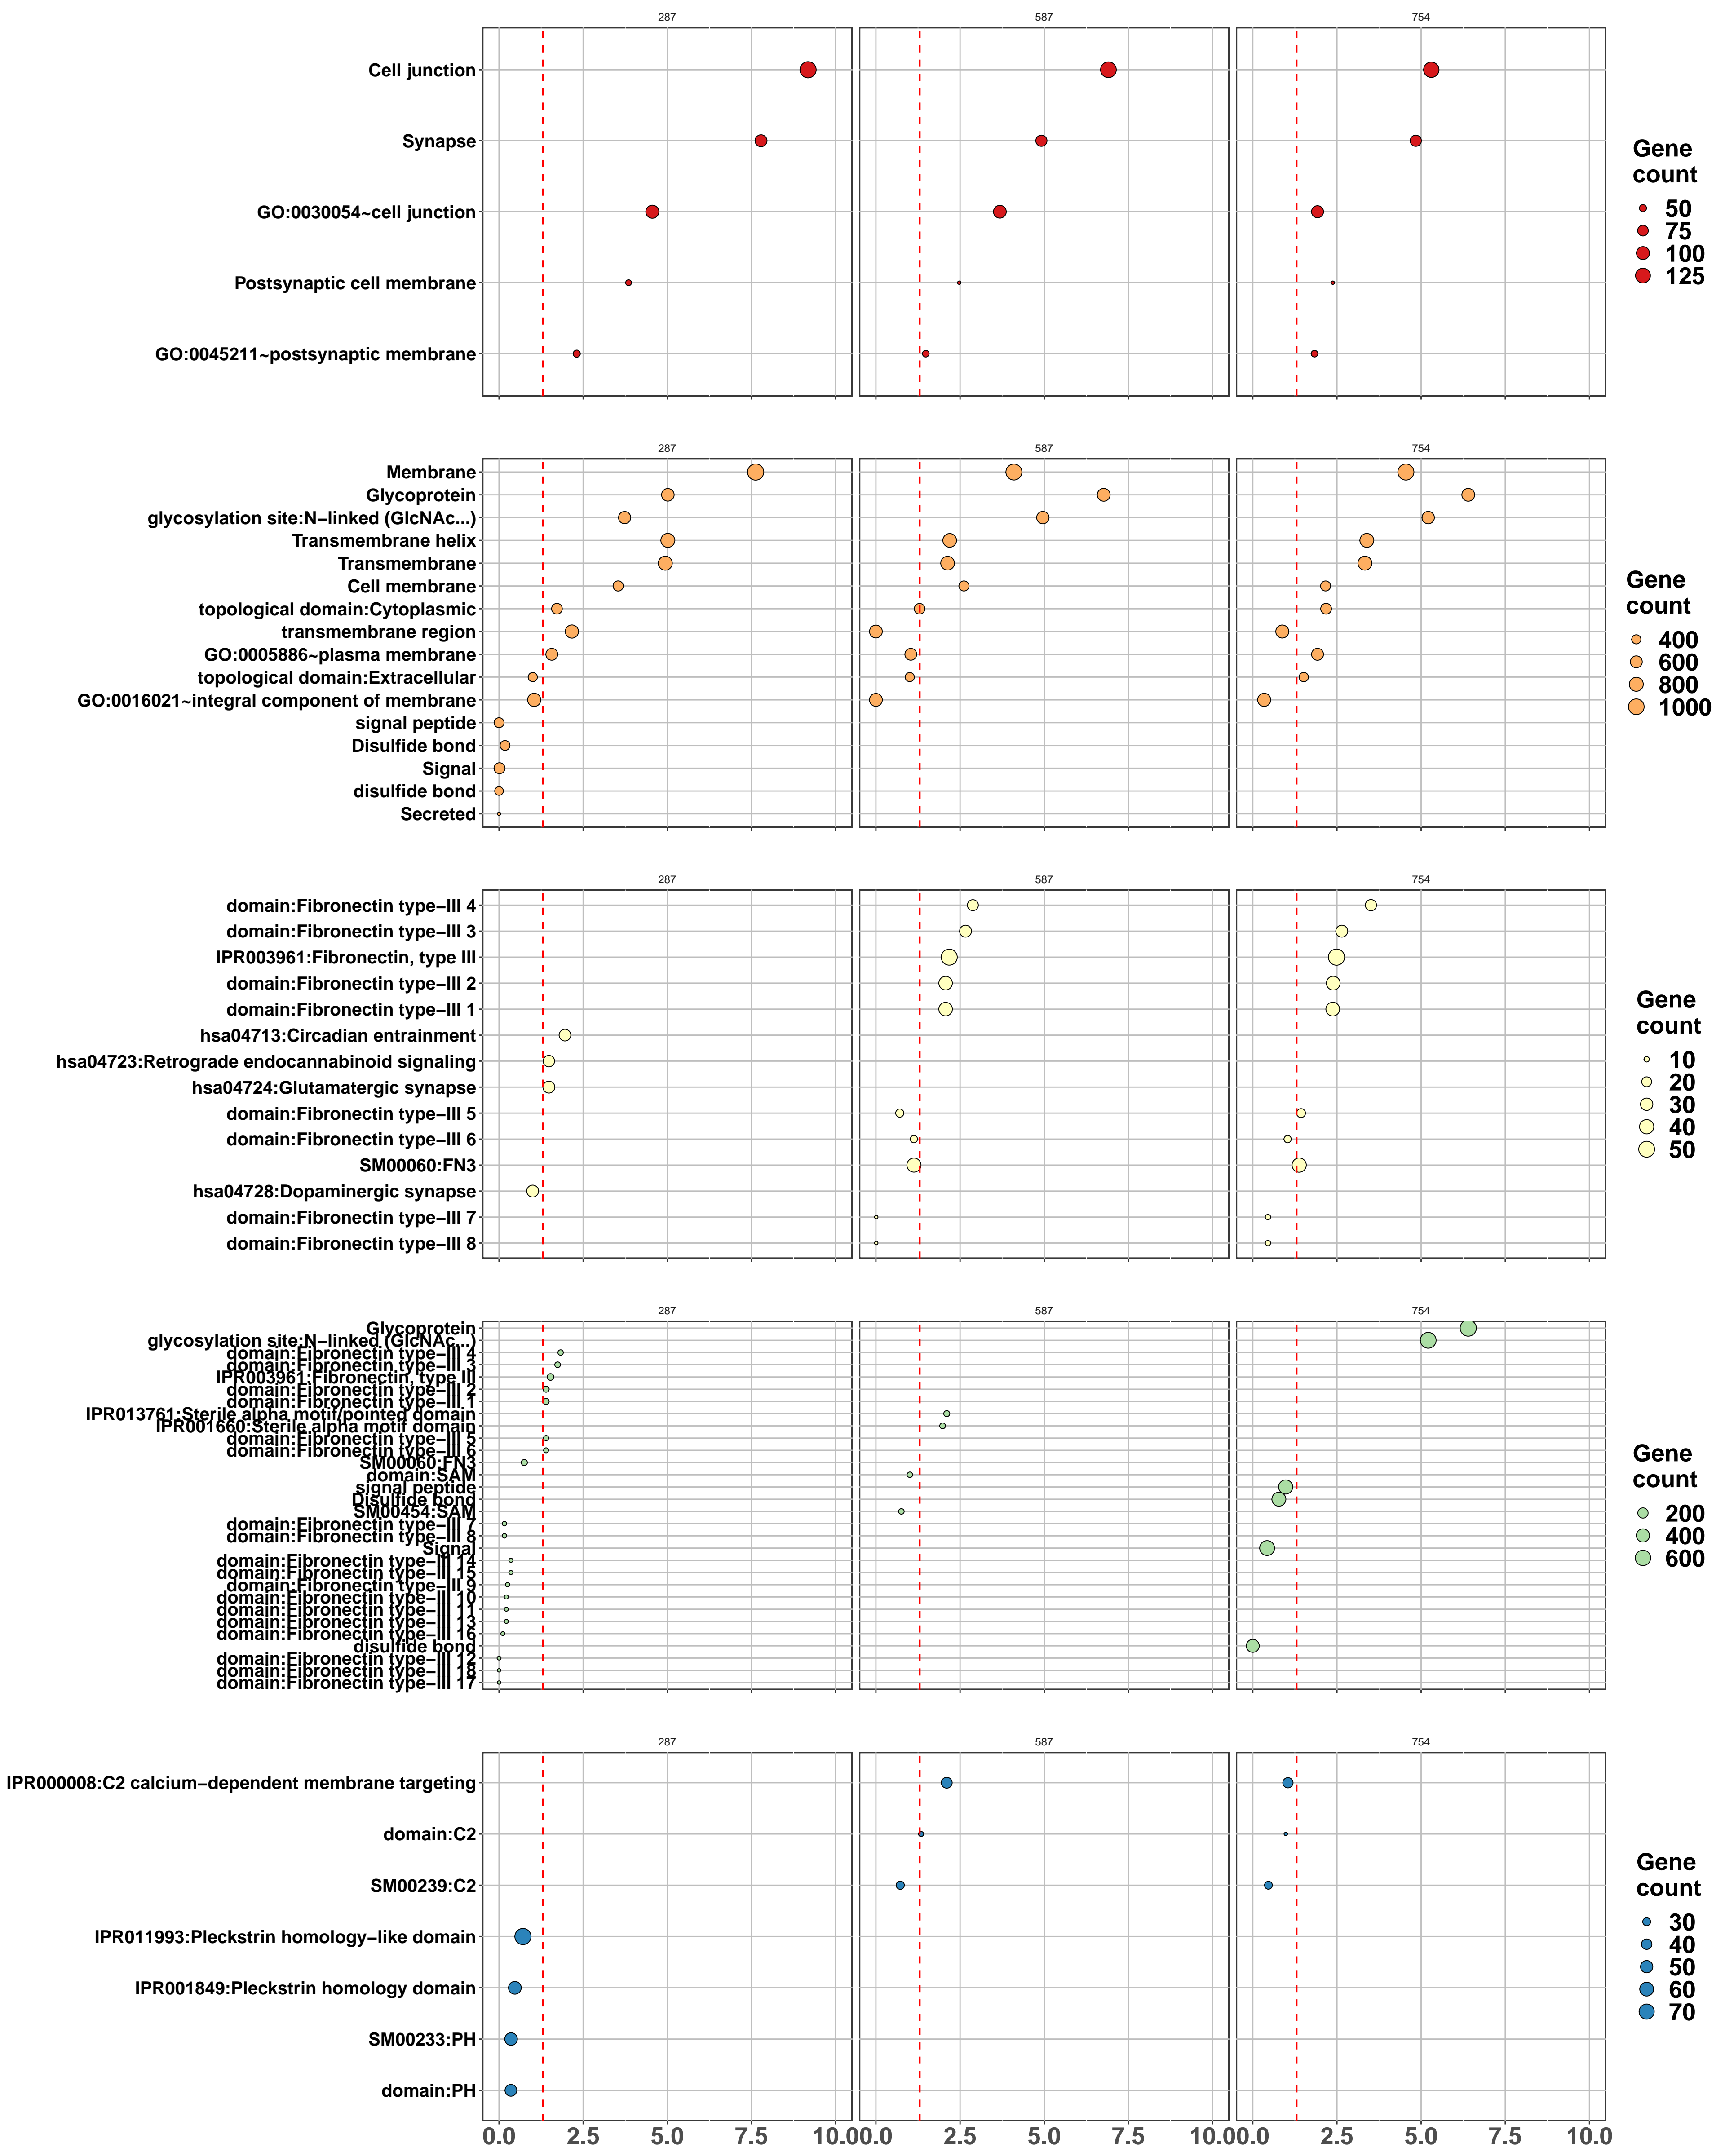 287 587 754
Cell junction
Synapse
GO:0030054~cell junction
Postsynaptic cell membrane
GO:0045211~postsynaptic membrane
Gene
count
50
75
100
125
287 587 754
Membrane
Glycoprotein
glycosylation site:N−linked (GlcNAc...)
Transmembrane helix
Transmembrane
Cell membrane
topological domain:Cytoplasmic
transmembrane region
GO:0005886~plasma membrane
topological domain:Extracellular
GO:0016021~integral component of membrane
signal peptide
Disulfide bond
Signal
disulfide bond
Secreted
Gene
count
400
600
800
1000
287 587 754
domain:Fibronectin type−III 4
domain:Fibronectin type−III 3
IPR003961:Fibronectin, type III
domain:Fibronectin type−III 2
domain:Fibronectin type−III 1
hsa04713:Circadian entrainment
hsa04723:Retrograde endocannabinoid signaling
hsa04724:Glutamatergic synapse
domain:Fibronectin type−III 5
domain:Fibronectin type−III 6
SM00060:FN3
hsa04728:Dopaminergic synapse
domain:Fibronectin type−III 7
domain:Fibronectin type−III 8
Gene
count
10
20
30
40
50
287 587 754
Glycoprotein
glycosylation site:N−linked (GlcNAc...)
domain:Fibronectin type−III 4
domain:Fibronectin type−III 3
IPR003961:Fibronectin, type III
domain:Fibronectin type−III 2
domain:Fibronectin type−III 1
IPR013761:Sterile alpha motif/pointed domain
IPR001660:Sterile alpha motif domain
domain:Fibronectin type−III 5
domain:Fibronectin type−III 6
SM00060:FN3
domain:SAM
signal peptide
Disulfide bond
SM00454:SAM
domain:Fibronectin type−III 7
domain:Fibronectin type−III 8
Signal
domain:Fibronectin type−III 14
domain:Fibronectin type−III 15
domain:Fibronectin type−III 9
domain:Fibronectin type−III 10
domain:Fibronectin type−III 11
domain:Fibronectin type−III 13
domain:Fibronectin type−III 16
disulfide bond
domain:Fibronectin type−III 12
domain:Fibronectin type−III 18
domain:Fibronectin type−III 17
Gene
count
200
400
600
287 587 754
IPR000008:C2 calcium−dependent membrane targeting
domain:C2
SM00239:C2
IPR011993:Pleckstrin homology−like domain
IPR001849:Pleckstrin homology domain
SM00233:PH
domain:PH
Gene
count
30
40
50
60
70
0.0 2.5 5.0 7.5 10.0 0.0 2.5 5.0 7.5 10.0 0.0 2.5 5.0 7.5 10.0